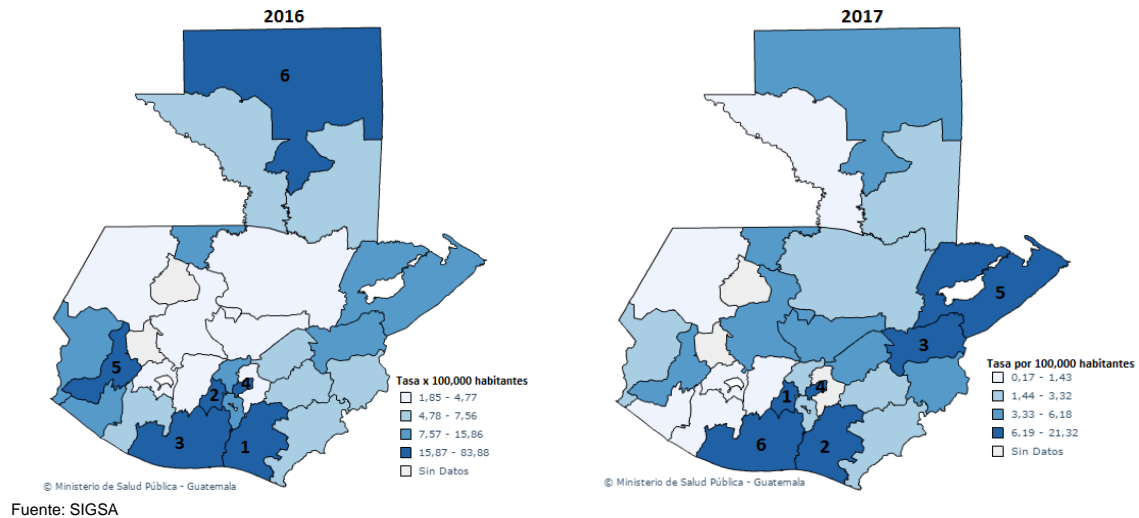 2016
6
5
4
2
3
1
Tasa x 100,000 habitantes
1,85 - 4,77
4,78 - 7,56
7,57 - 15,86
15,87 - 83,88
Sin Datos
© Ministerio de Salud Pública - Guatemala
2017
5
3
4
1
6
2
Tasa por 100,000 habitantes
0,17 - 1,43
1,44 - 3,32
3,33 - 6,18
6,19 - 21,32
Sin Datos
© Ministerio de Salud Pública - Guatemala
Fuente: SIGSA